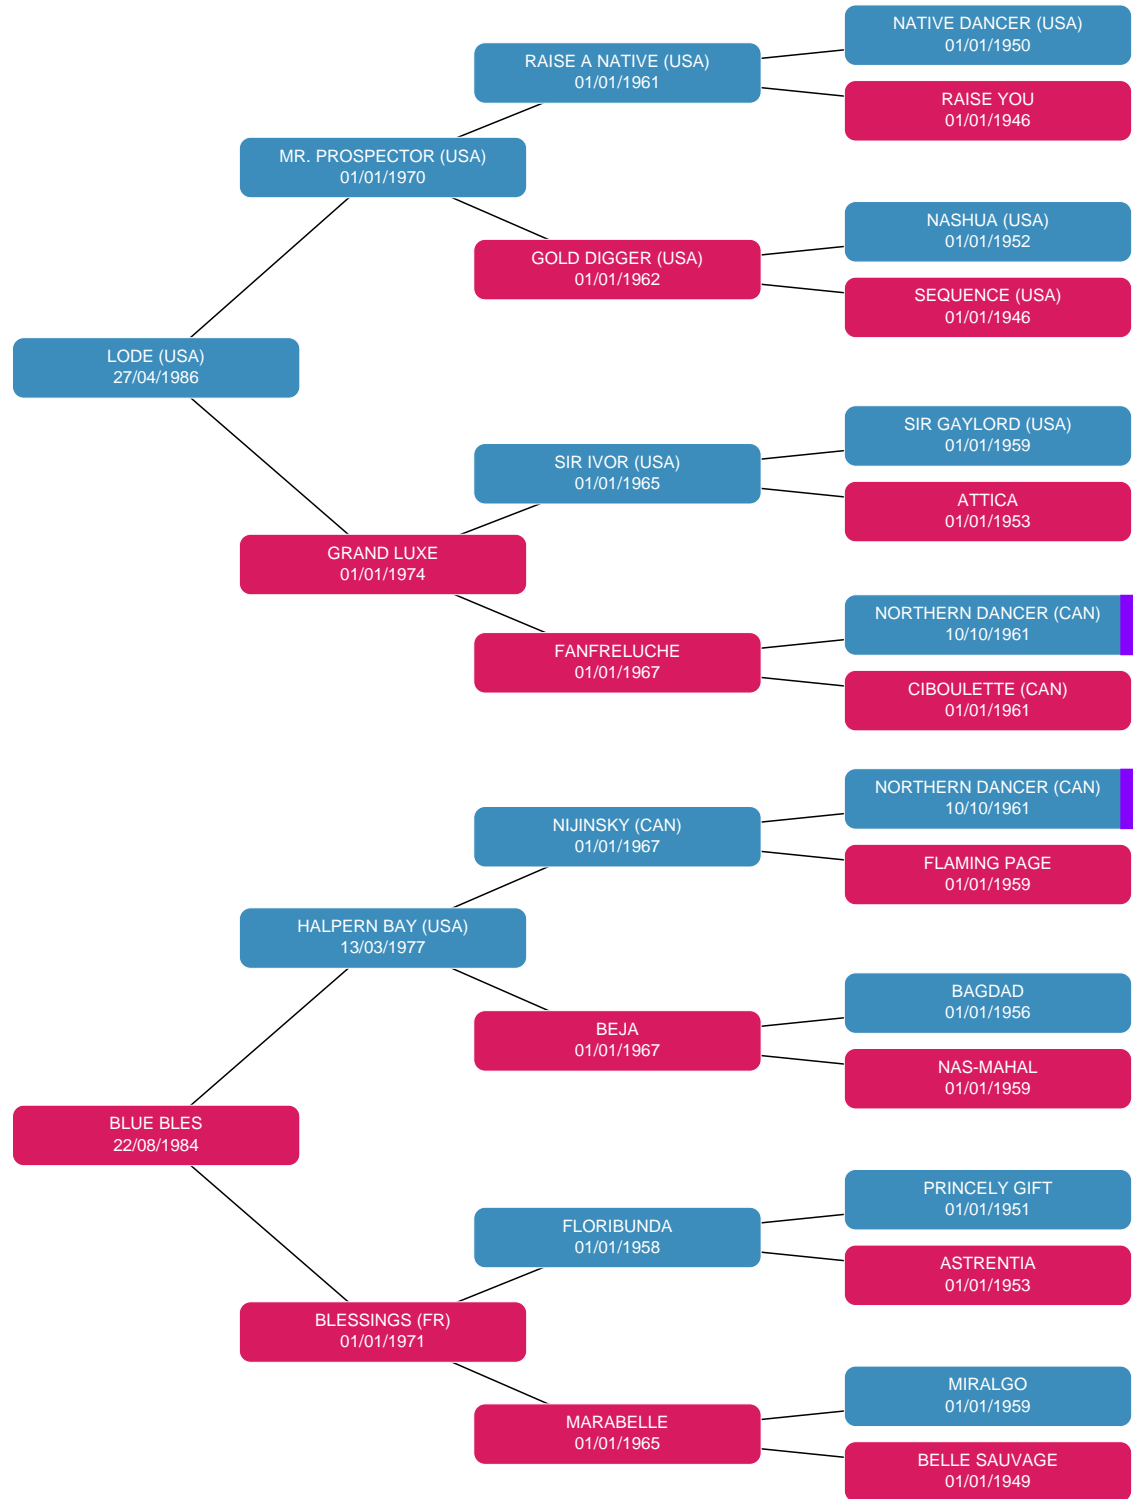 NATIVE DANCER (USA)
01/01/1950
RAISE A NATIVE (USA)
01/01/1961
RAISE YOU
01/01/1946
MR. PROSPECTOR (USA)
01/01/1970
NASHUA (USA)
01/01/1952
GOLD DIGGER (USA)
01/01/1962
SEQUENCE (USA)
01/01/1946
LODE (USA)
27/04/1986
SIR GAYLORD (USA)
01/01/1959
SIR IVOR (USA)
01/01/1965
ATTICA
01/01/1953
GRAND LUXE
01/01/1974
NORTHERN DANCER (CAN)
10/10/1961
FANFRELUCHE
01/01/1967
CIBOULETTE (CAN)
01/01/1961
NORTHERN DANCER (CAN)
10/10/1961
NIJINSKY (CAN)
01/01/1967
FLAMING PAGE
01/01/1959
HALPERN BAY (USA)
13/03/1977
BAGDAD
01/01/1956
BEJA
01/01/1967
NAS-MAHAL
01/01/1959
BLUE BLES
22/08/1984
PRINCELY GIFT
01/01/1951
FLORIBUNDA
01/01/1958
ASTRENTIA
01/01/1953
BLESSINGS (FR)
01/01/1971
MIRALGO
01/01/1959
MARABELLE
01/01/1965
BELLE SAUVAGE
01/01/1949